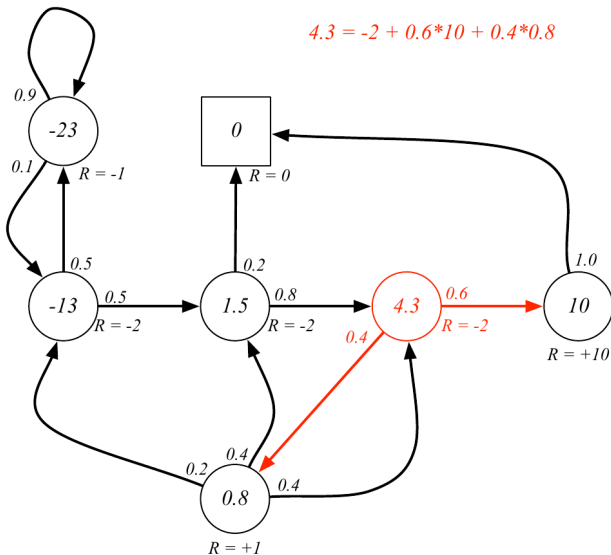 4.3 = -2 + 0.6*10 + 0.4*0.8
0.9
-23
0
0.1
R = -1
R = 0
1.0
0.5
0.2
-13
0.5
1.5
0.8
4.3
0.6
10
R = -2
R = -2
0.4
R = -2
R = +10
0.4
0.2
0.4
0.8
R = +1